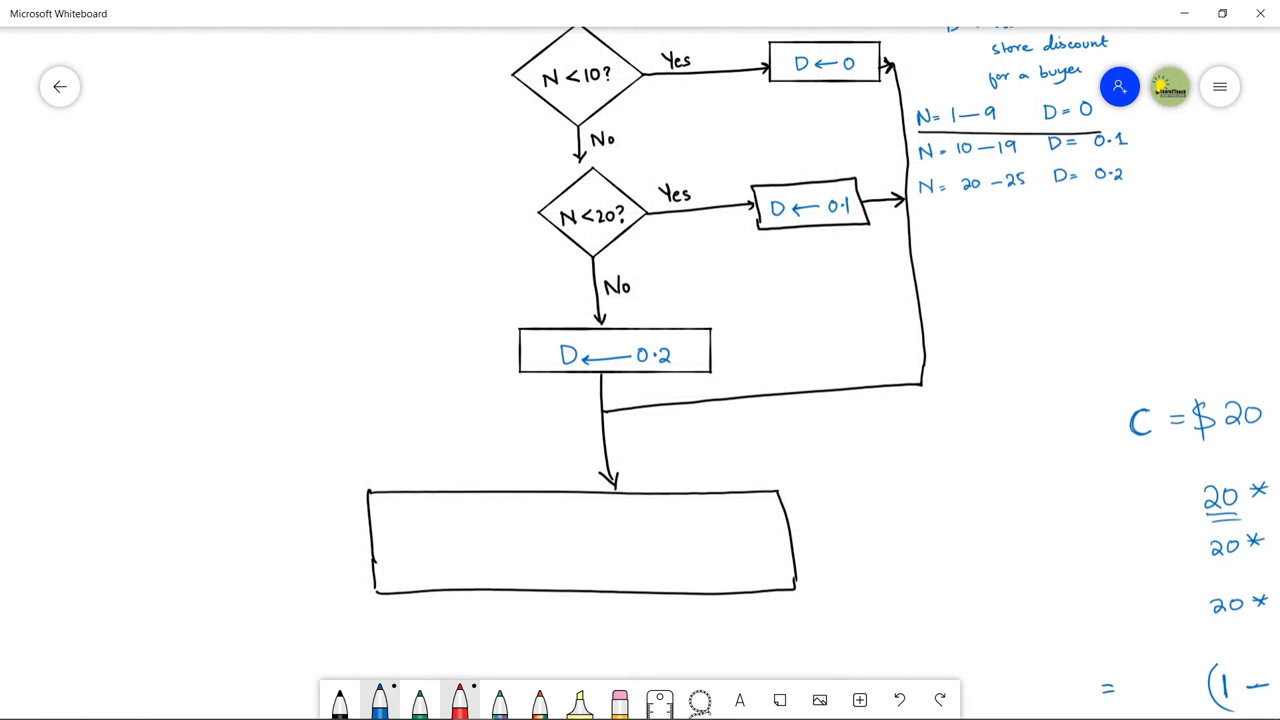 Microsoft Whiteboard
store discount
for a buyer
N < 10?
Yes
D ← 0
N = 1 — 9 D = 0
No
N = 10 — 19 D = 0.1
N = 20 — 25 D = 0.2
N < 20?
Yes
D ← 0.1
No
D ← 0.2
C = $ 20
20 *
20 *
20 *
= (1 —
A